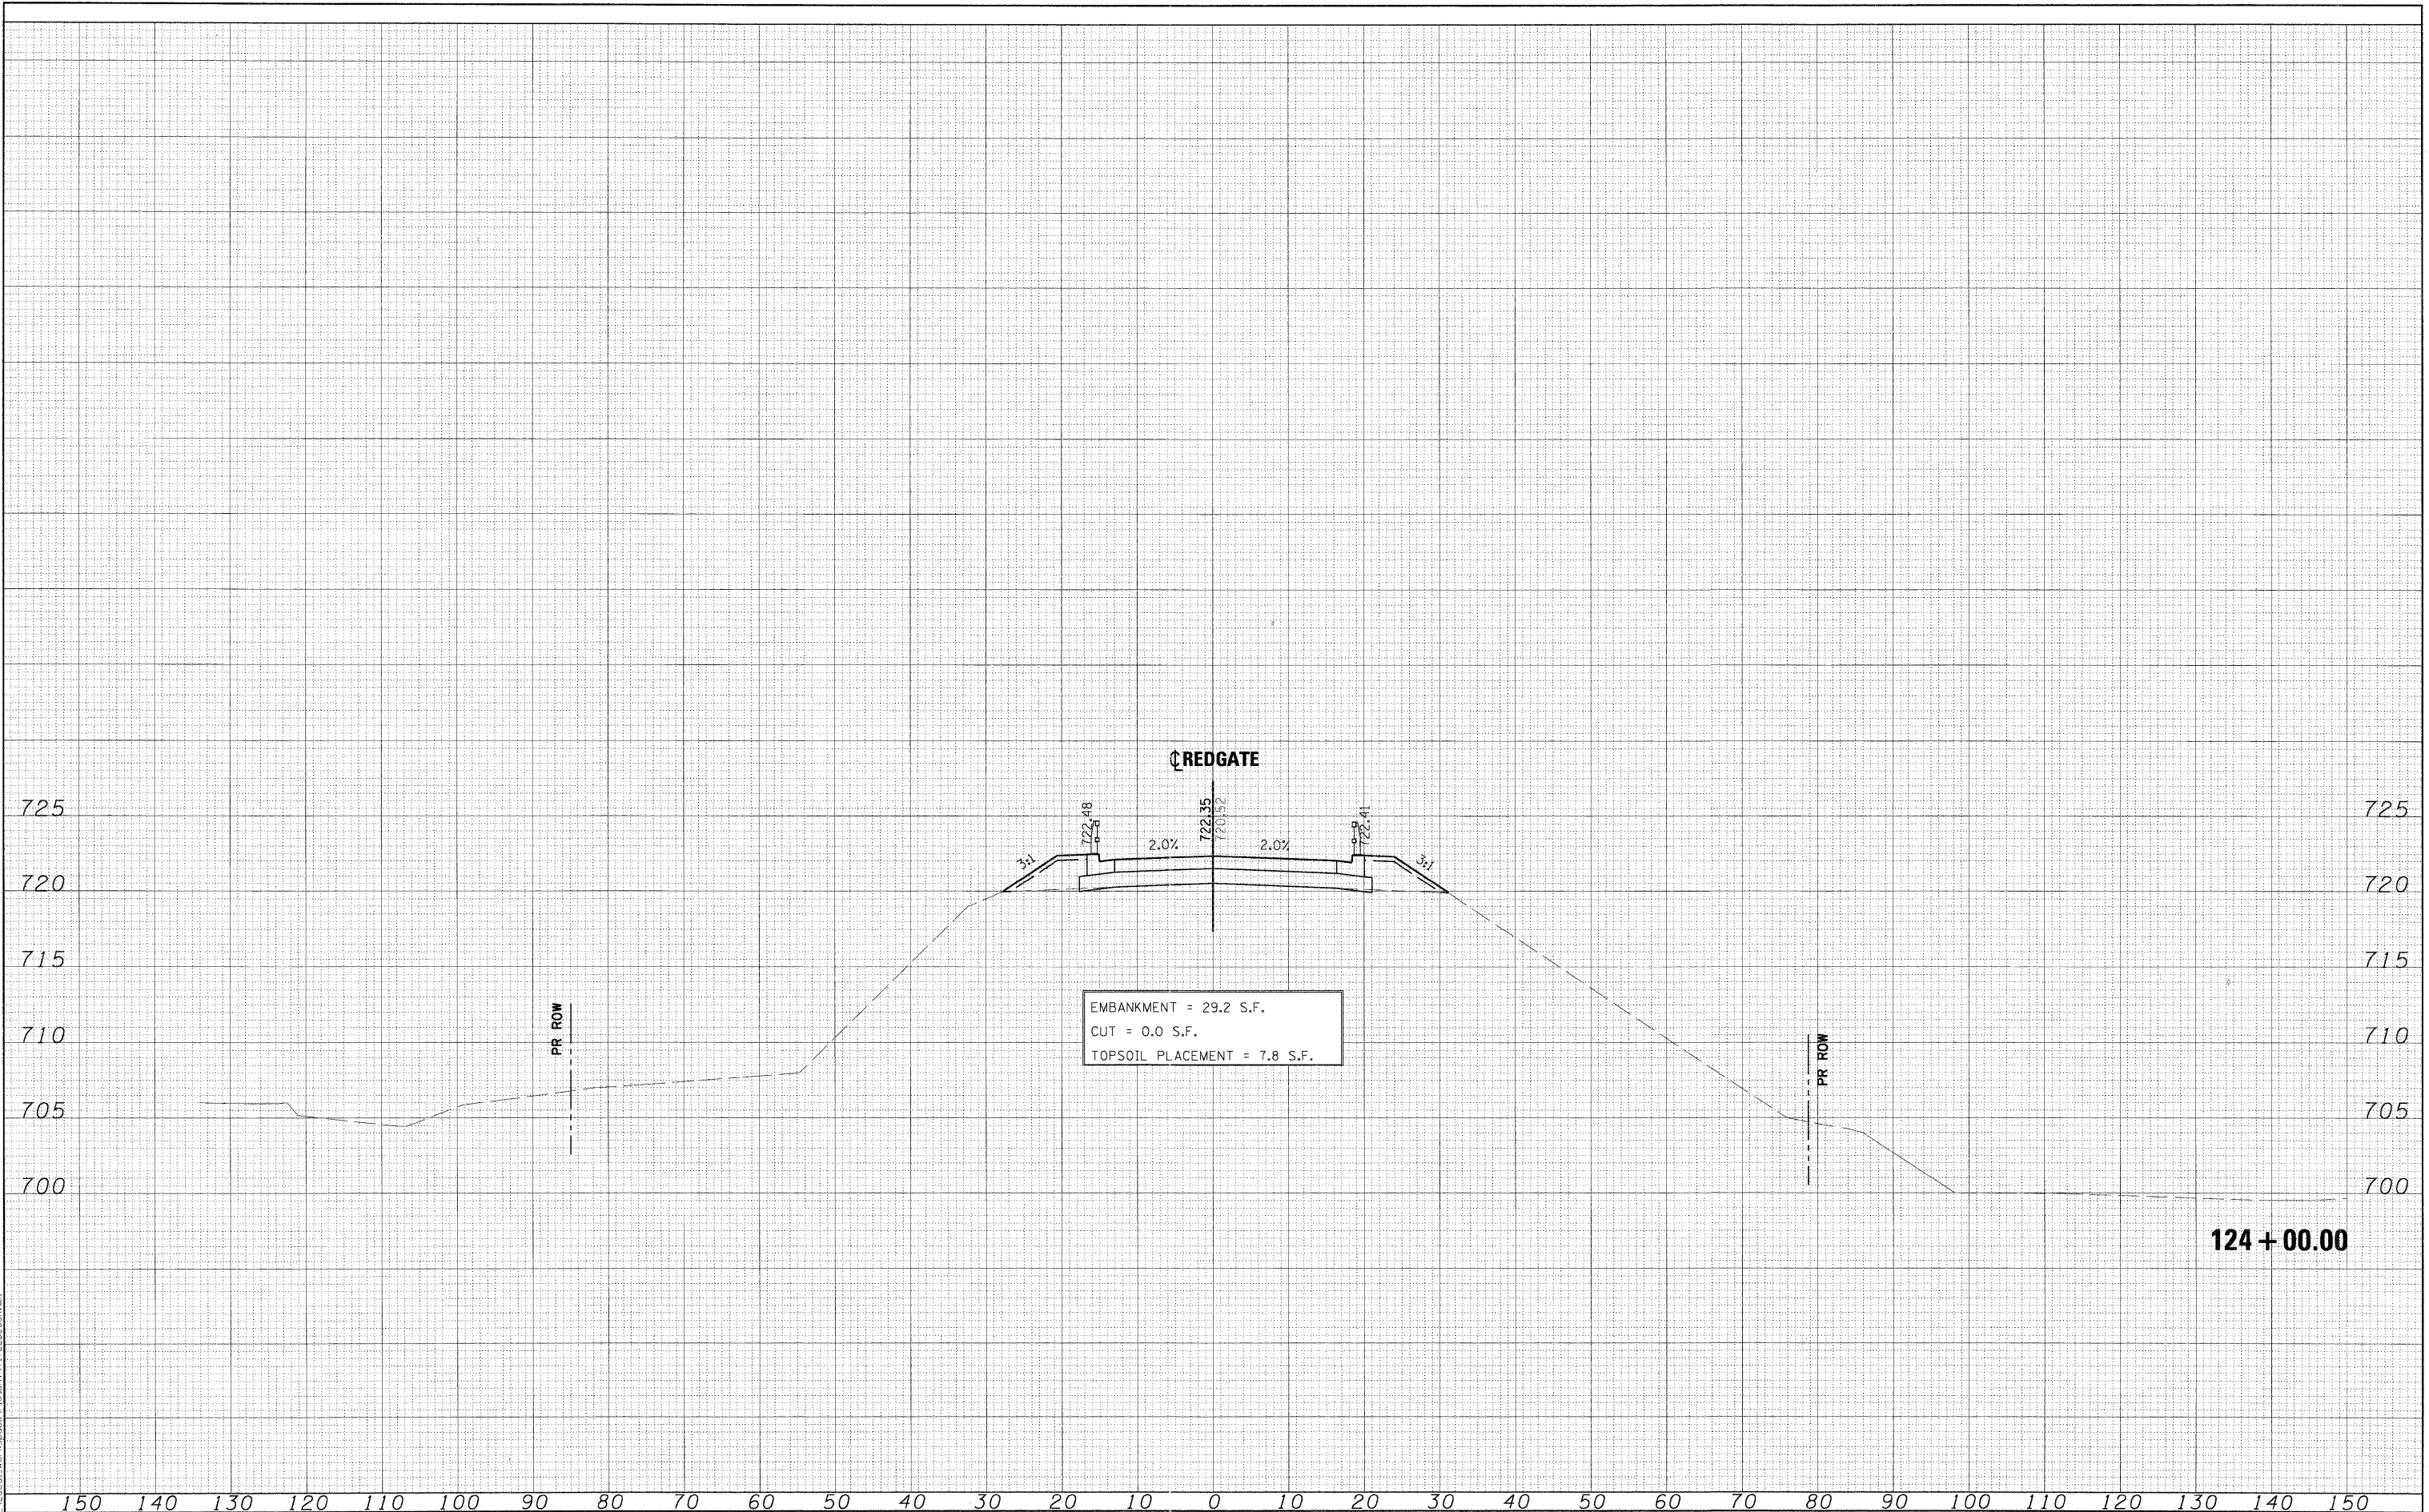 ℄ REDGATE
725
722.48
2.0%
722.35
720.52
2.0%
722.41
725
3:1
3:1
720
720
715
715
PR ROW
EMBANKMENT = 29.2 S.F.
CUT = 0.0 S.F.
TOPSOIL PLACEMENT = 7.8 S.F.
710
PR ROW
710
705
705
700
700
124 + 00.00
150 140 130 120 110 100 90 80 70 60 50 40 30 20 10 0 10 20 30 40 50 60 70 80 90 100 110 120 130 140 150